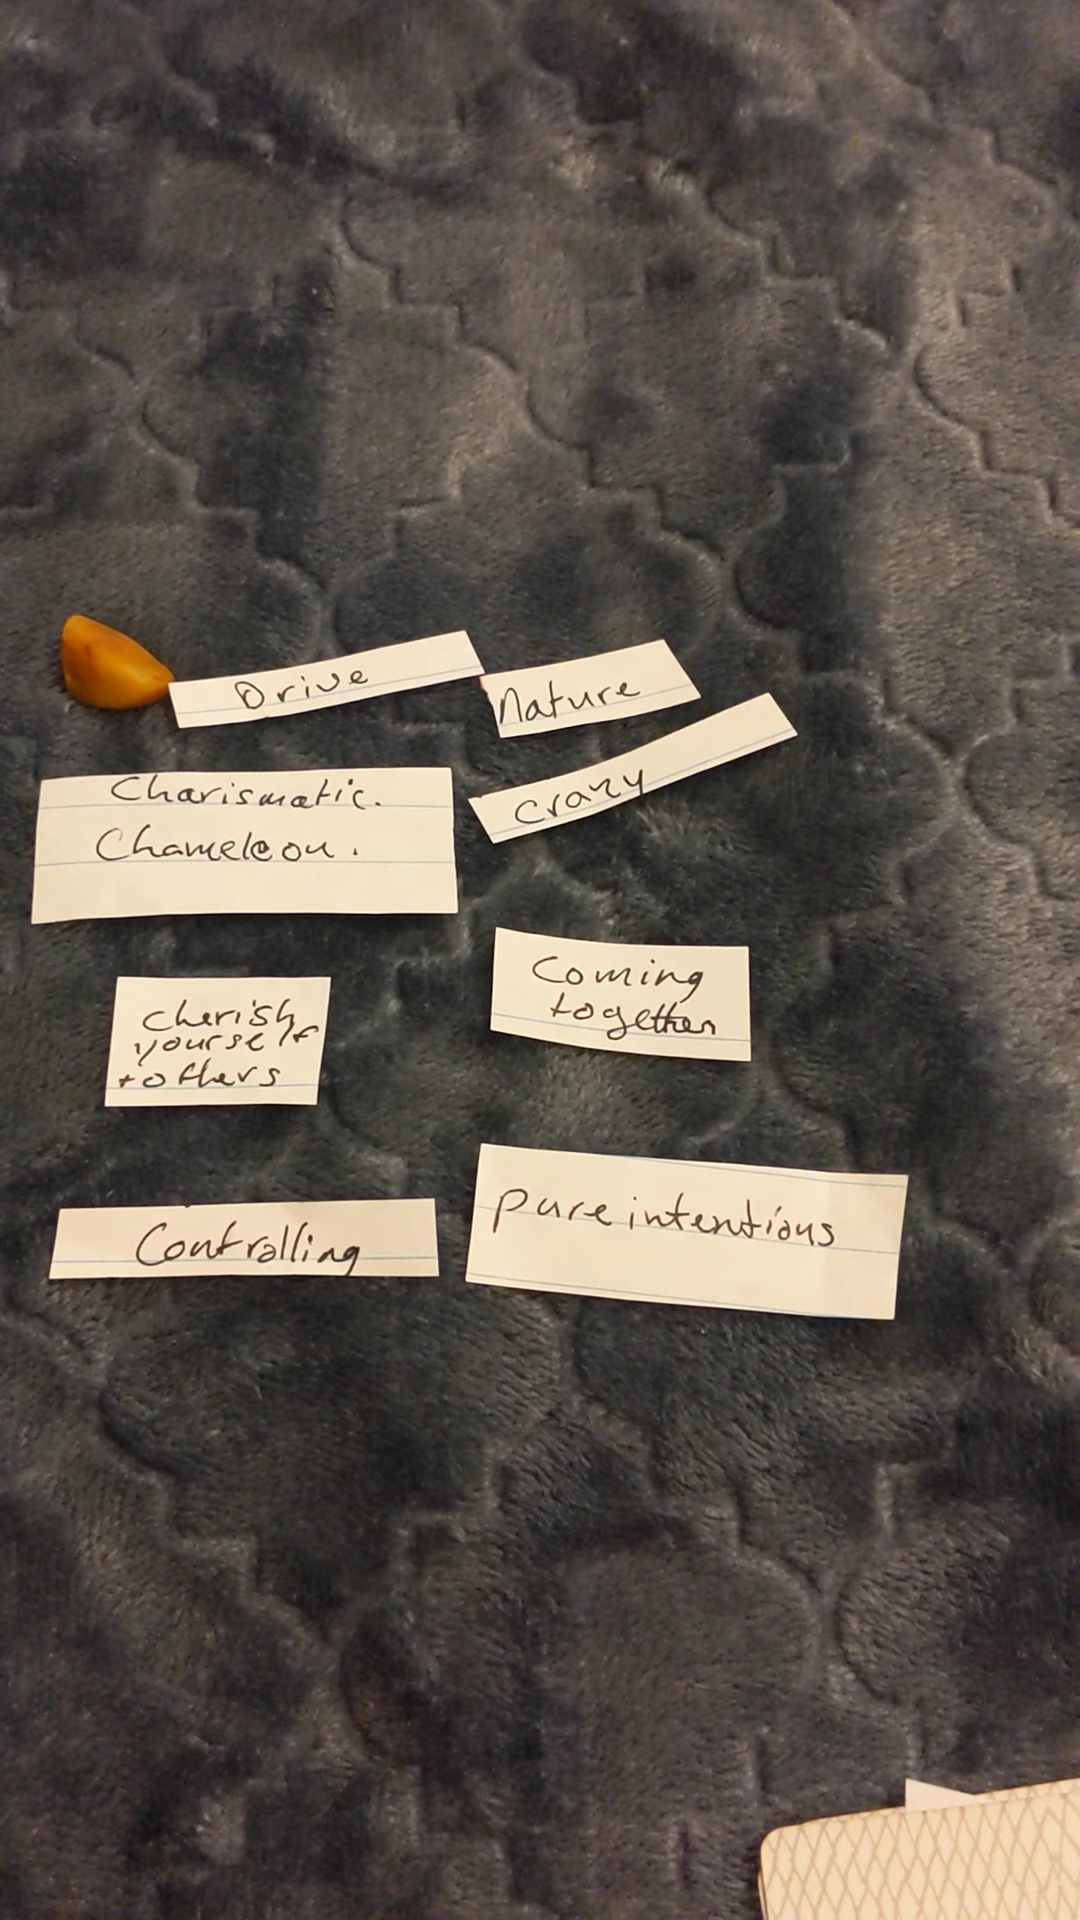 Drive
Nature
Charismatic.
Chameleon.
crazy
cherish
yourself
+others
Coming
together
Controlling
pure intentions